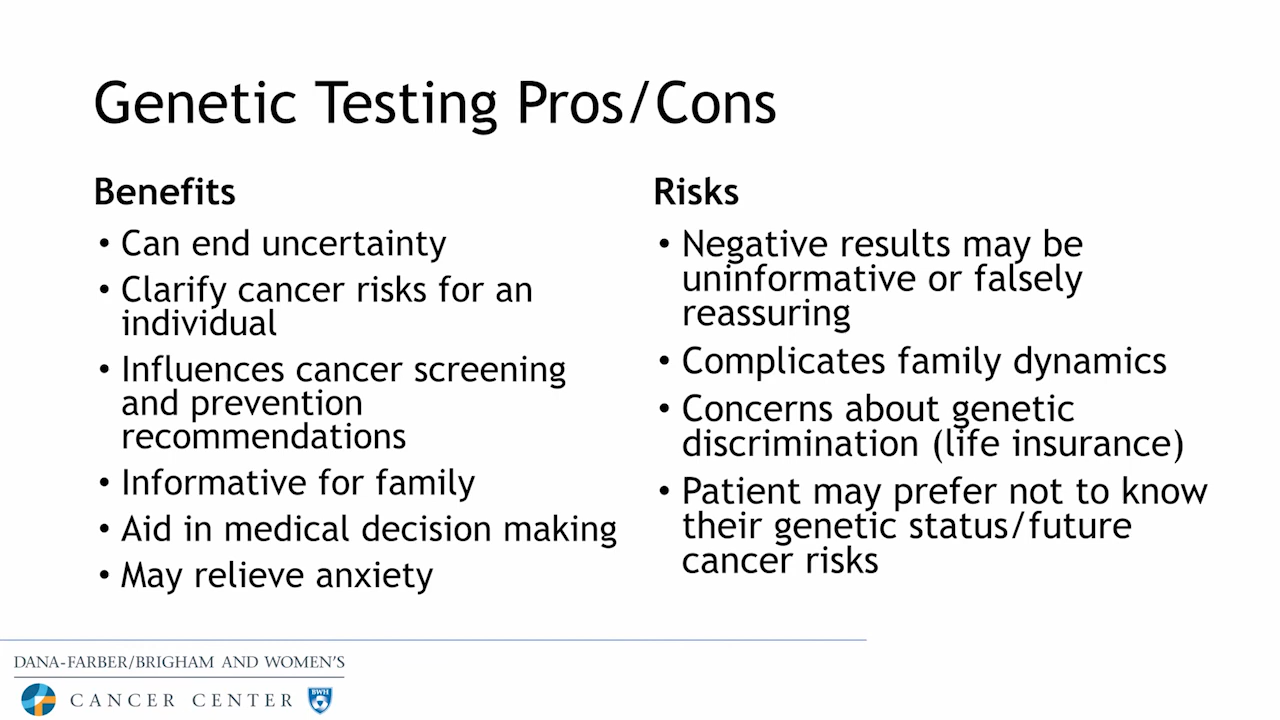 Genetic Testing Pros/Cons
Benefits
• Can end uncertainty
• Clarify cancer risks for an
individual
• Influences cancer screening
and prevention
recommendations
• Informative for family
• Aid in medical decision making
• May relieve anxiety
Risks
• Negative results may be
uninformative or falsely
reassuring
• Complicates family dynamics
• Concerns about genetic
discrimination (life insurance)
• Patient may prefer not to know
their genetic status/future
cancer risks
DANA-FARBER/BRIGHAM AND WOMEN'S
CANCER CENTER
BWH